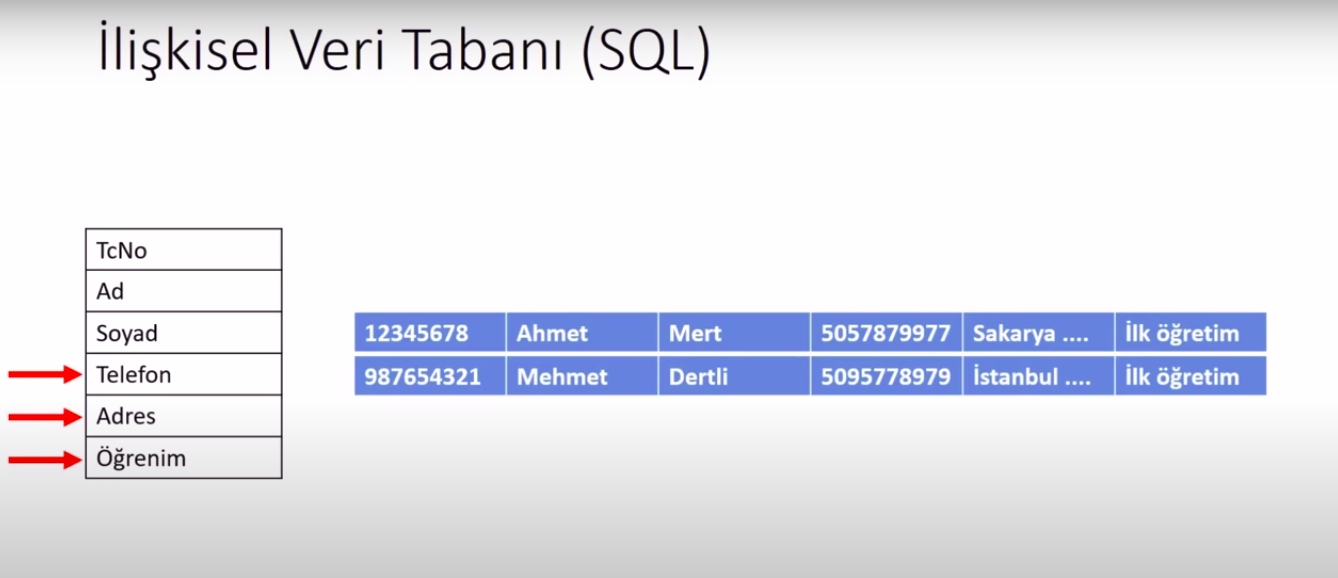 İlişkisel Veri Tabanı (SQL)
TcNo
Ad
Soyad
Telefon
Adres
Öğrenim
12345678 Ahmet Mert 5057879977 Sakarya .... İlk öğretim
987654321 Mehmet Dertli 5095778979 İstanbul .... İlk öğretim